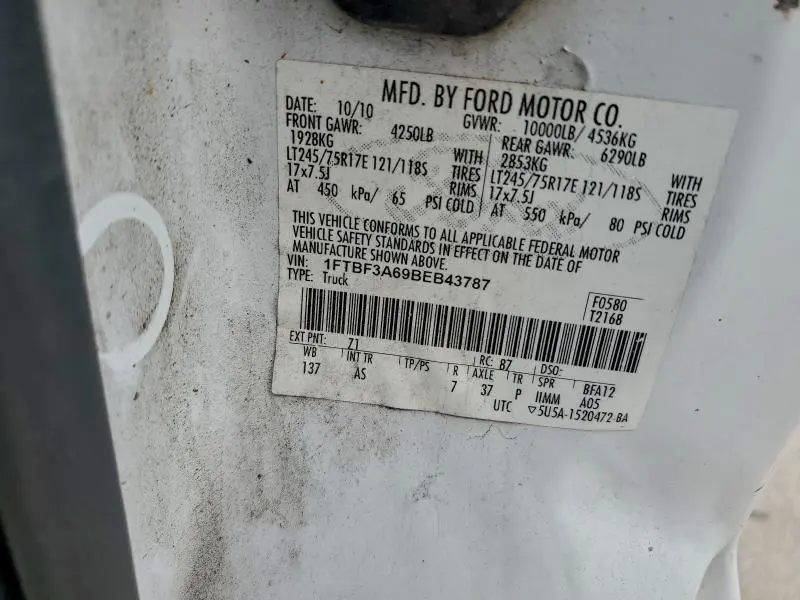 MFD. BY FORD MOTOR CO.
DATE: 10/10 GVWR: 10000LB/ 4536KG
FRONT GAWR: 4250LB REAR GAWR: 6290LB
1928KG WITH 2853KG WITH
LT245/75R17E 121/118S TIRES LT245/75R17E 121/118S TIRES
17x7.5J RIMS 17x7.5J RIMS
AT 450 kPa/ 65 PSI COLD AT 550 kPa/ 80 PSI COLD
THIS VEHICLE CONFORMS TO ALL APPLICABLE FEDERAL MOTOR
VEHICLE SAFETY STANDARDS IN EFFECT ON THE DATE OF
MANUFACTURE SHOWN ABOVE.
VIN: 1FTBF3A69BEB43787
TYPE: Truck
F0580
T2168
EXT PNT: Z1 RC: 87 DSO:
WB INT TR TP/PS R AXLE TR SPR BFA12
137 AS 7 37 P IIMM A05
UTC ▽5U5A-1520472-BA